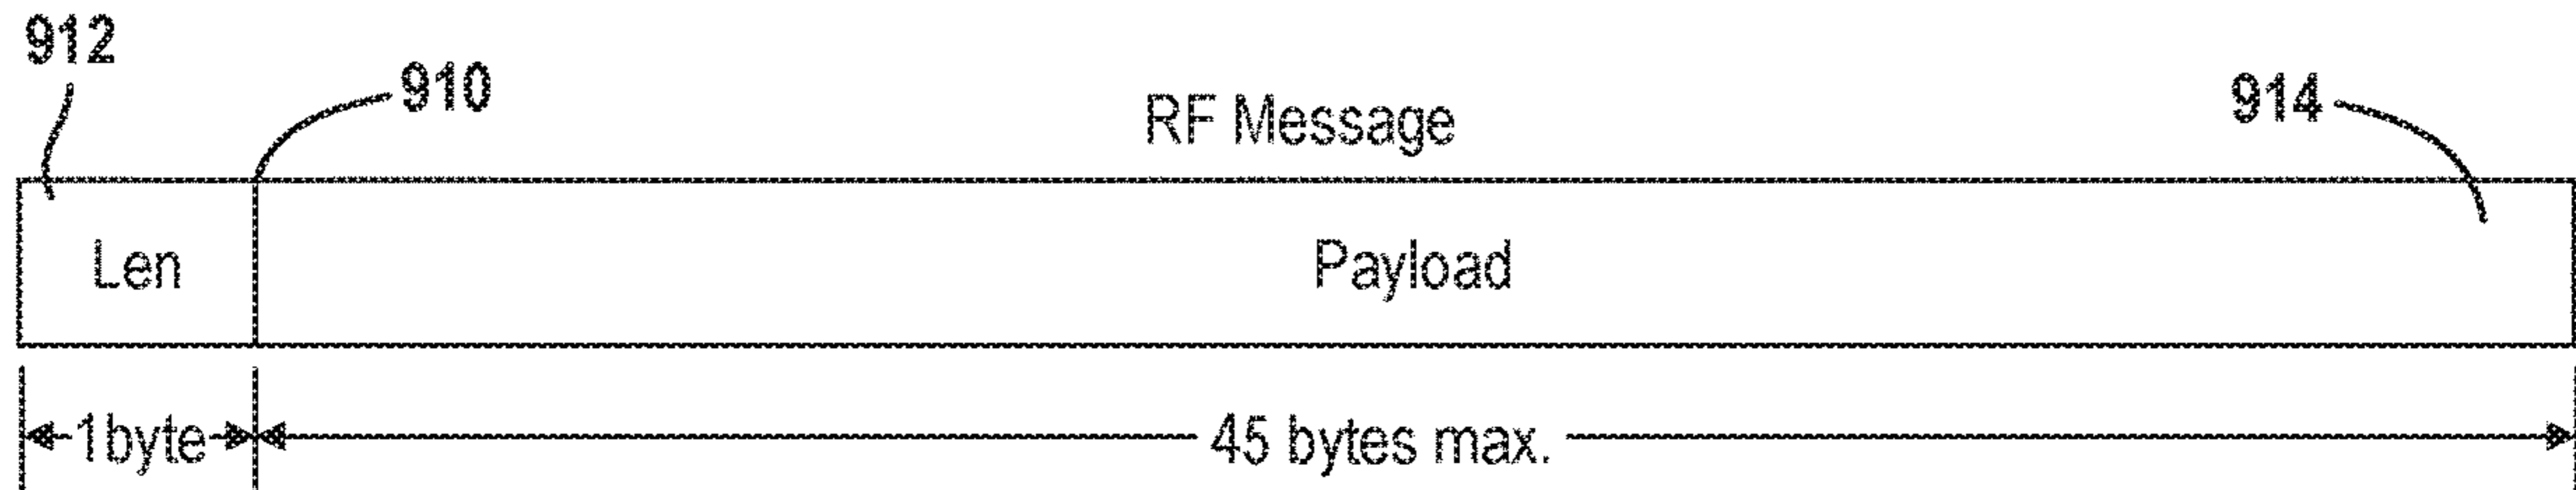 912
910
RF Message
914
Len
Payload
1byte
45 bytes max.